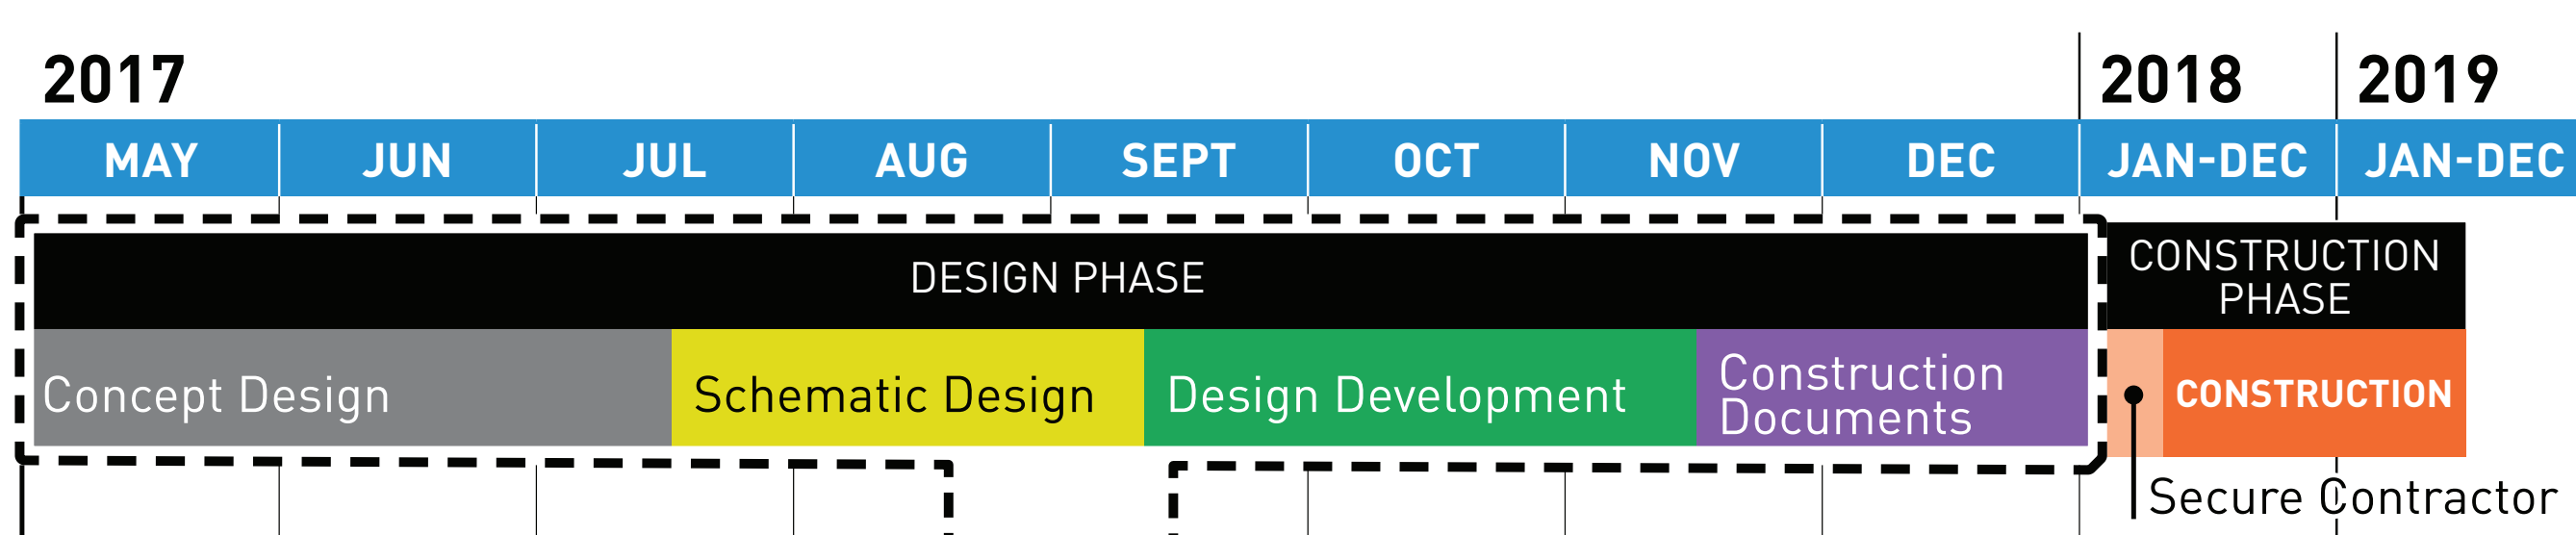 2017 2018 2019
MAY JUN JUL AUG SEPT OCT NOV DEC JAN-DEC JAN-DEC
DESIGN PHASE
CONSTRUCTION
PHASE
Concept Design
Schematic Design
Design Development
Construction
Documents
CONSTRUCTION
Secure Contractor